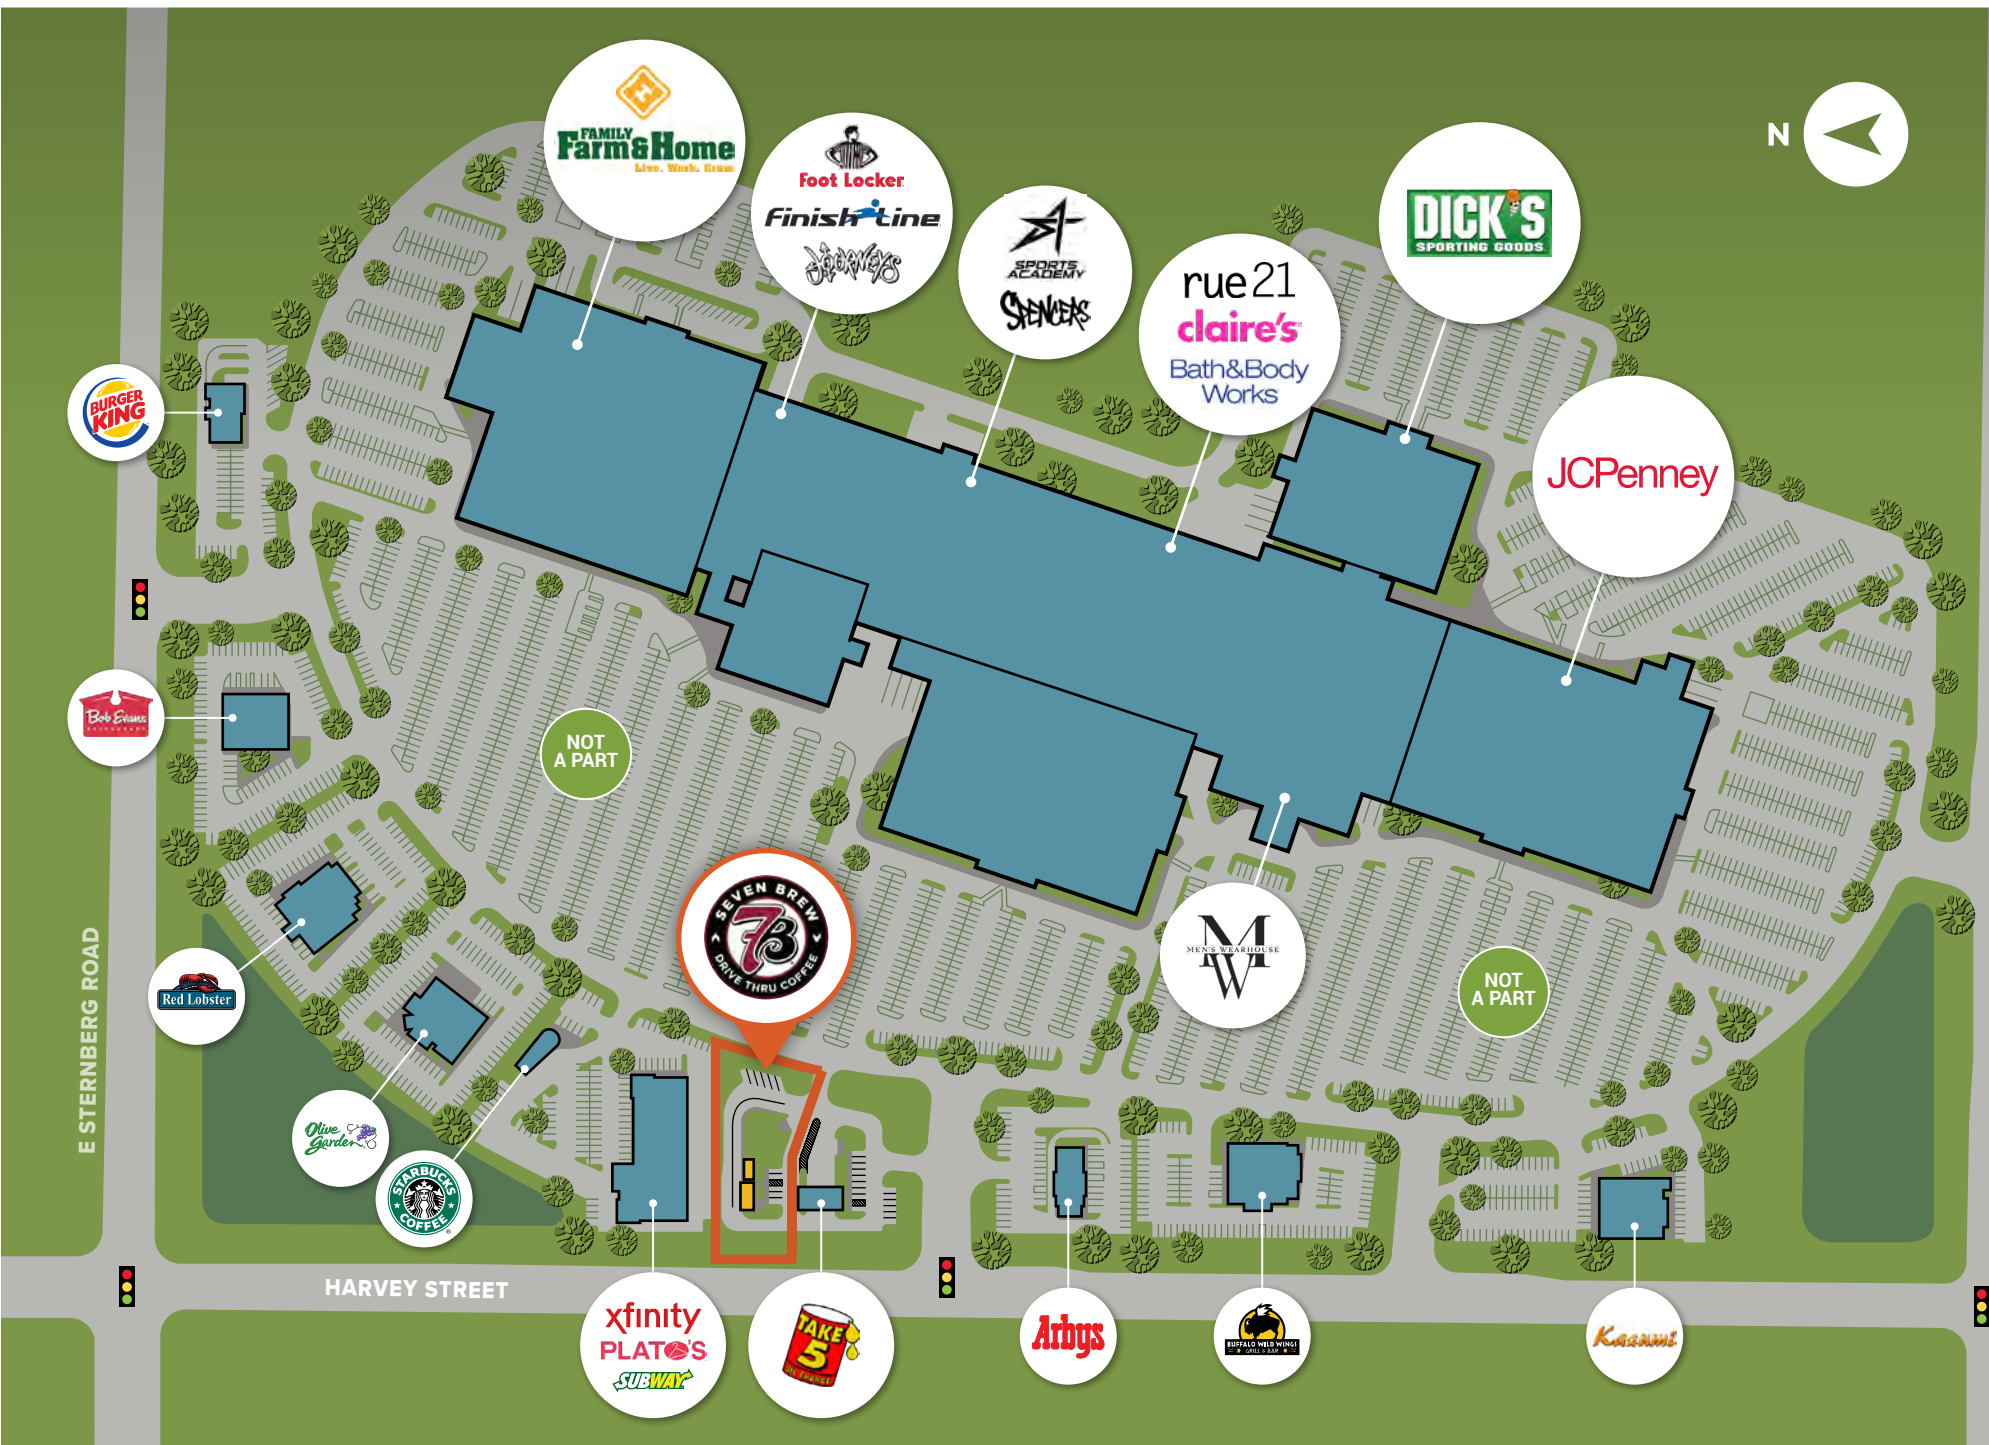 FAMILY
Farm&Home
Live. Work. Grow.
Foot Locker
Finish Line
JOURNEYS
SPORTS
ACADEMY
SPENCERS
rue21
claire's
Bath&Body
Works
DICK'S
SPORTING GOODS
N
JCPenney
BURGER
KING
Bob Evans
RESTAURANT
NOT
A PART
SEVEN BREW
7B
DRIVE THRU COFFEE
MW
MEN'S WEARHOUSE
NOT
A PART
E STERNBERG ROAD
Red Lobster
Olive
Garden
STARBUCKS
COFFEE
HARVEY STREET
xfinity
PLATO'S
SUBWAY
TAKE
5
OIL CHANGE
Arbys
BUFFALO WILD WINGS
GRILL & BAR
Kazumi